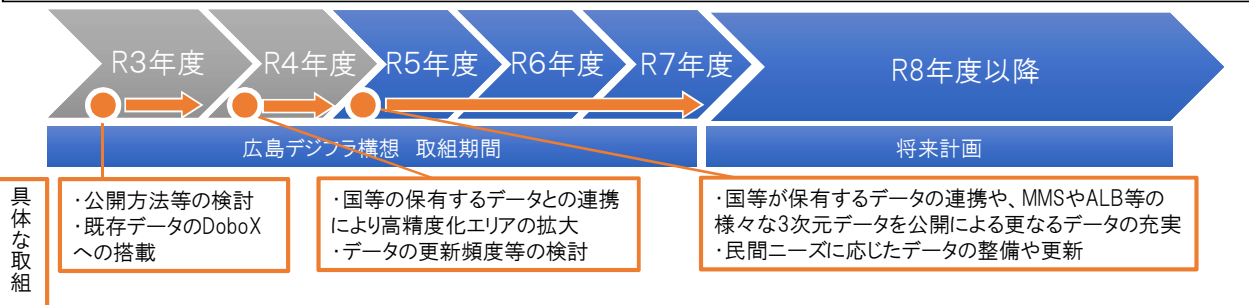 R3年度
R4年度
R5年度
R6年度
R7年度
R8年度以降
広島デジフラ構想 取組期間
将来計画
具体な取組
・公開方法等の検討
・既存データのDoboX
への搭載
・国等の保有するデータとの連携
により高精度化エリアの拡大
・データの更新頻度等の検討
・国等が保有するデータの連携や、MMSやALB等の
様々な3次元データを公開による更なるデータの充実
・民間ニーズに応じたデータの整備や更新